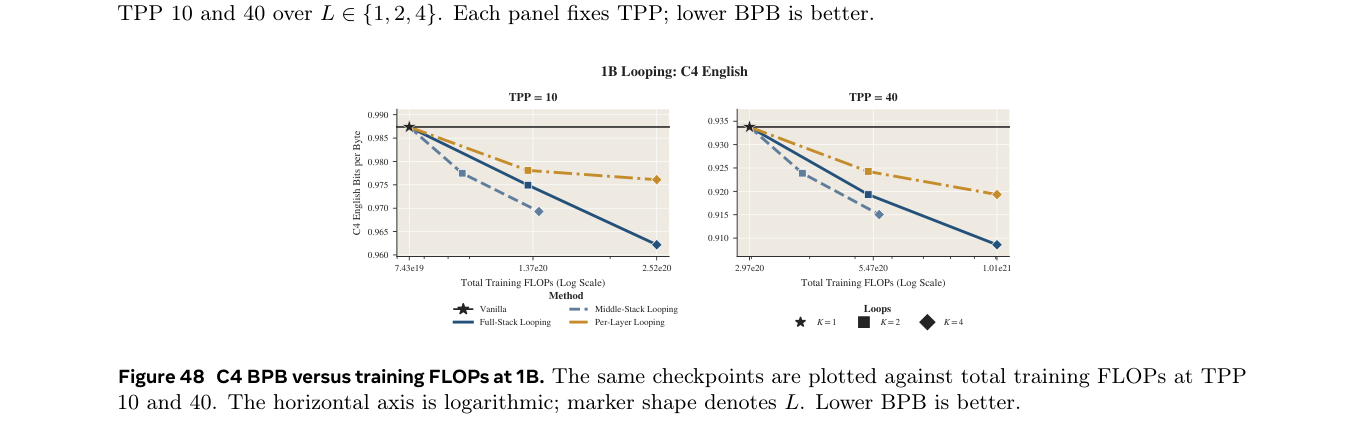 TPP 10 and 40 over L ∈ {1, 2, 4}. Each panel fixes TPP; lower BPB is better.
1B Looping: C4 English
TPP = 10
TPP = 40
C4 English Bits per Byte
0.990
0.985
0.980
0.975
0.970
0.965
0.960
7.43e19
1.37e20
2.52e20
Total Training FLOPs (Log Scale)
0.935
0.930
0.925
0.920
0.915
0.910
2.97e20
5.47e20
1.01e21
Total Training FLOPs (Log Scale)
Method
Vanilla
Middle-Stack Looping
Full-Stack Looping
Per-Layer Looping
Loops
K = 1
K = 2
K = 4
Figure 48 C4 BPB versus training FLOPs at 1B. The same checkpoints are plotted against total training FLOPs at TPP
10 and 40. The horizontal axis is logarithmic; marker shape denotes L. Lower BPB is better.